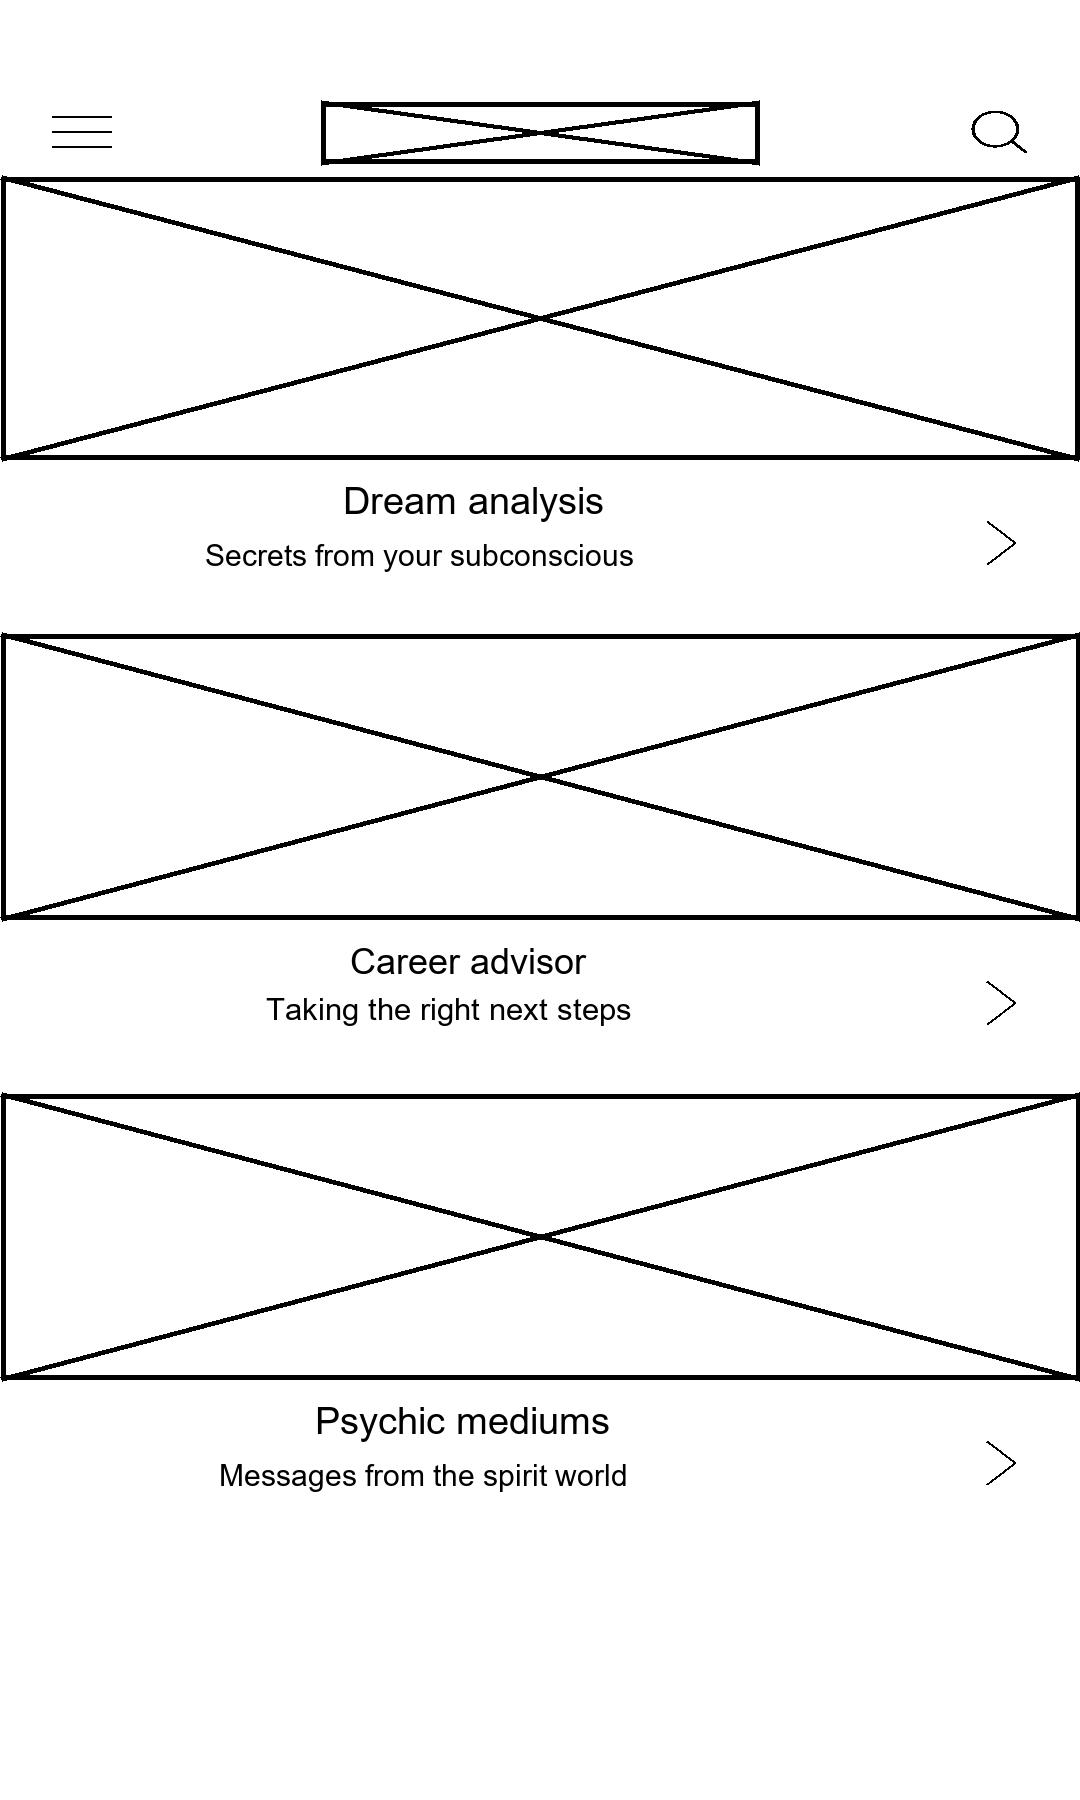 Dream analysis
Secrets from your subconscious
Career advisor
Taking the right next steps
Psychic mediums
Messages from the spirit world